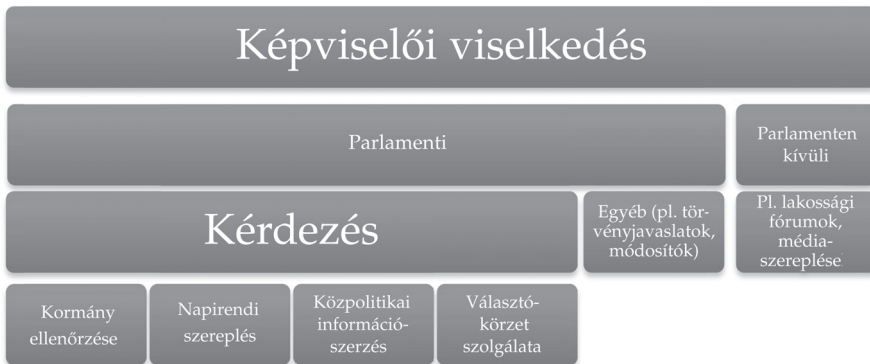 Képviselői viselkedés
Parlamenti
Parlamenten
kívüli
Kérdezés
Egyéb (pl. tör-
vényjavaslatok,
módosítók)
Pl. lakossági
fórumok,
média-
szereplése
Kormány
ellenőrzése
Napirendi
szereplés
Közpolitikai
információ-
szerzés
Választó-
körzet
szolgálata